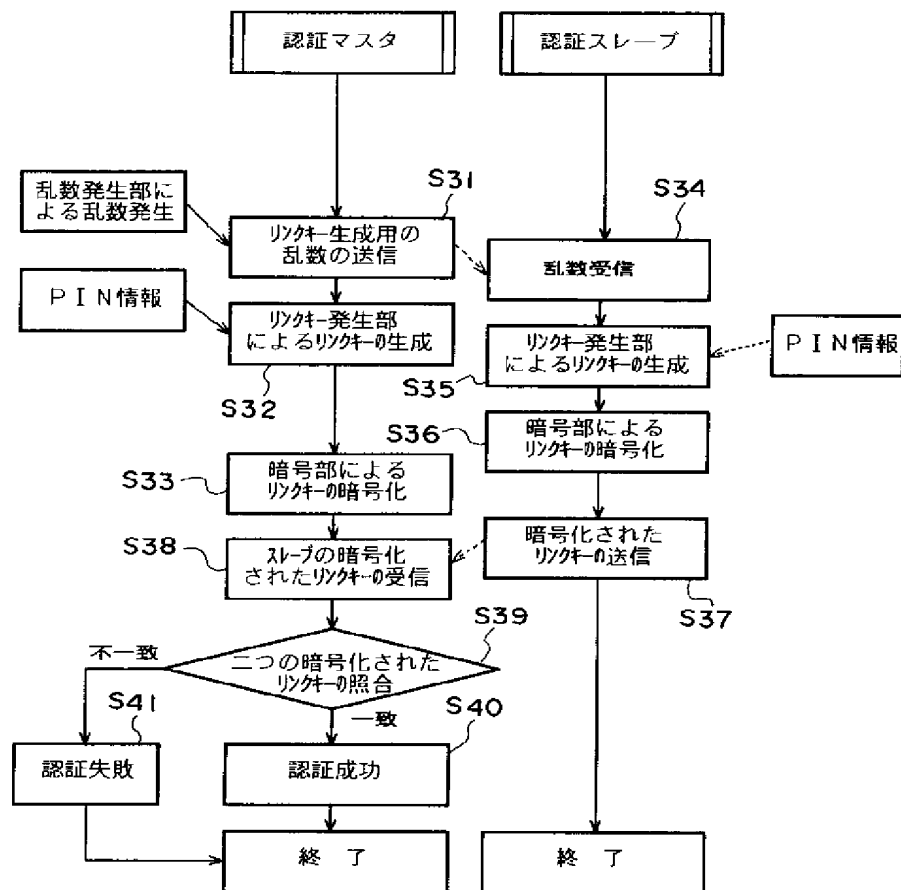 認証マスタ
認証スレーブ
乱数発生部に
よる乱数発生
S31
S34
リンクキー生成用の
乱数の送信
乱数受信
PIN情報
リンクキー発生部
によるリンクキーの生成
S32
リンクキー発生部
によるリンクキーの生成
S35
PIN情報
S36
暗号部による
リンクキーの暗号化
S33
暗号部による
リンクキーの暗号化
S38
スレーブの暗号化
されたリンクキーの受信
暗号化された
リンクキーの送信
S37
S39
二つの暗号化された
リンクキーの照合
不一致
一致
S41
S40
認証失敗
認証成功
終了
終了